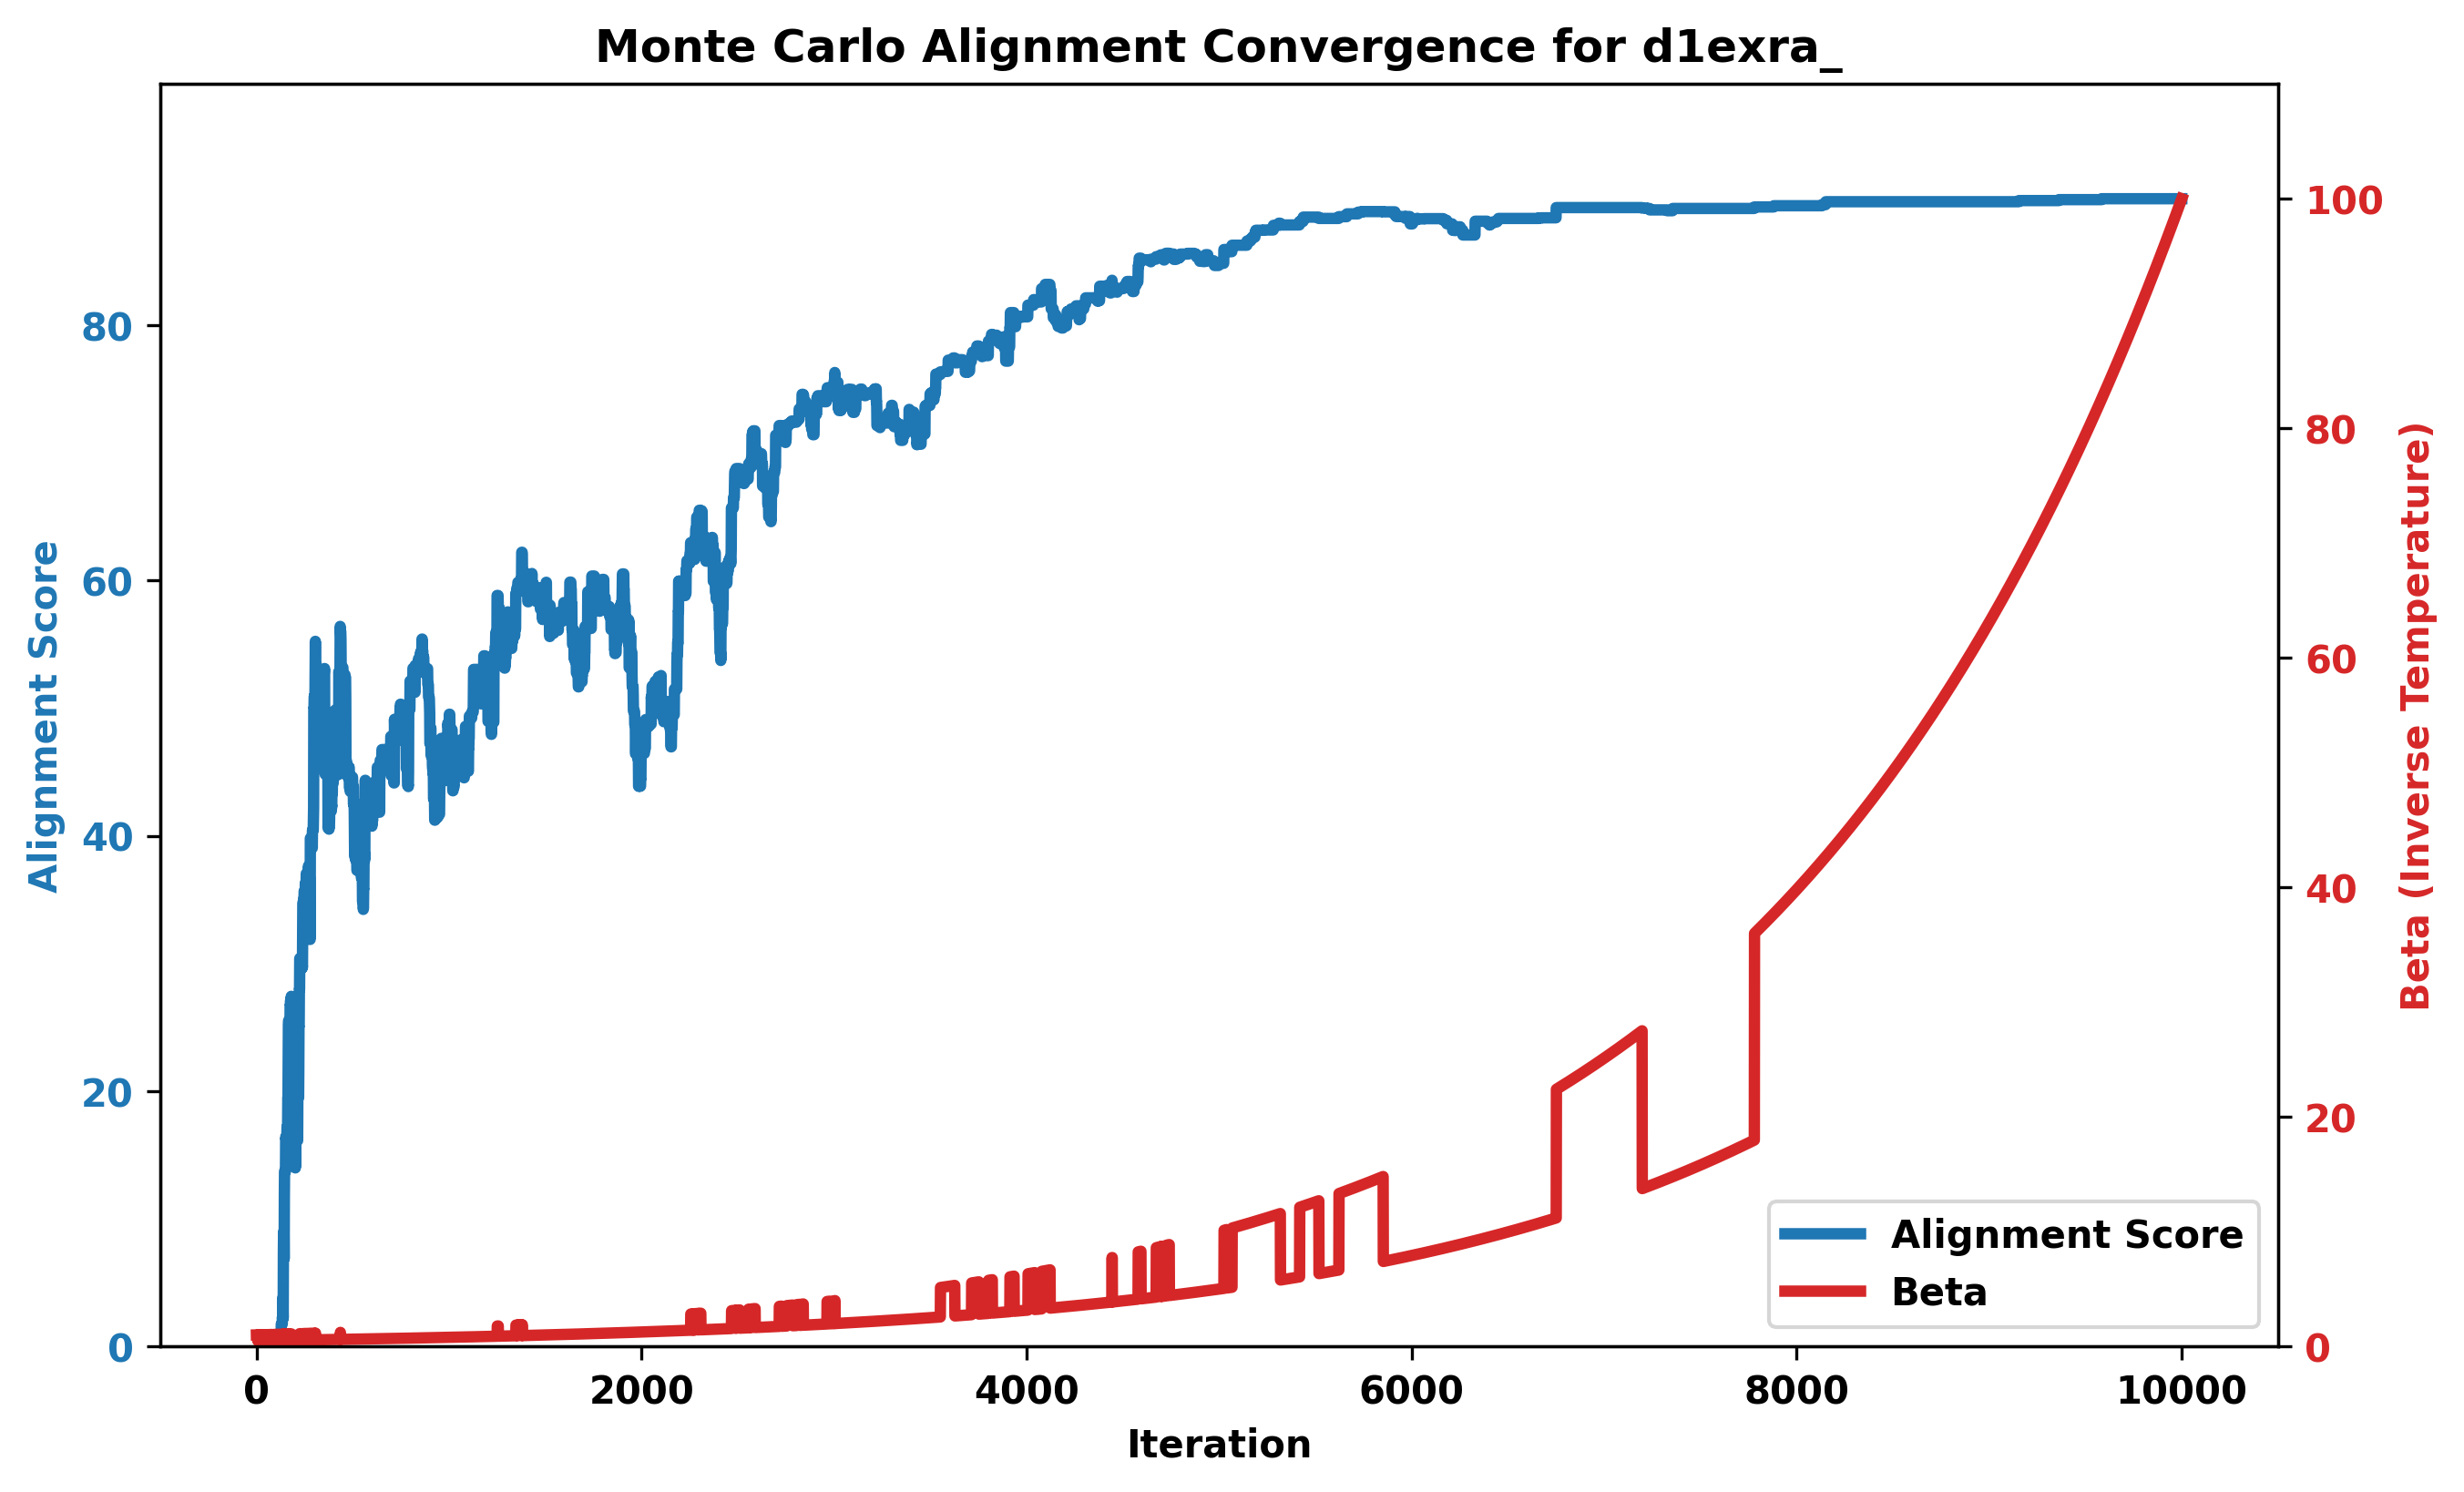 Monte Carlo Alignment Convergence for d1exra_
Alignment Score
80
60
40
20
0
100
80
60
40
20
0
Beta (Inverse Temperature)
Alignment Score
Beta
0 2000 4000 6000 8000 10000
Iteration